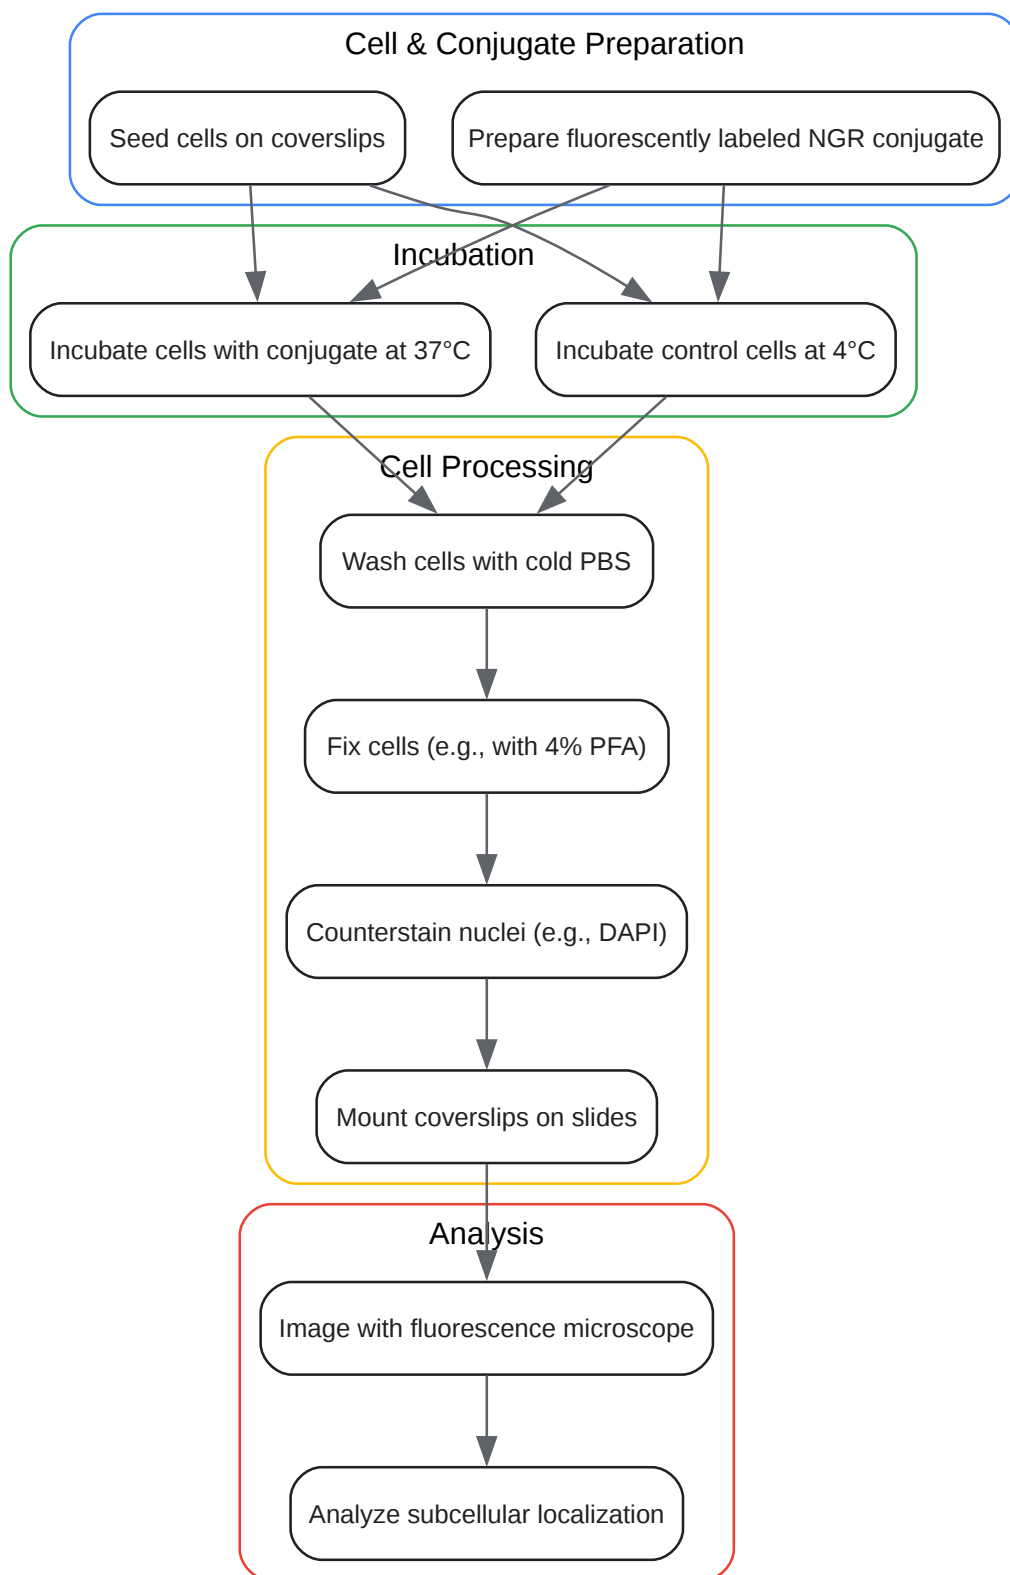 Cell & Conjugate Preparation
Seed cells on coverslips
Prepare fluorescently labeled NGR conjugate
Incubation
Incubate cells with conjugate at 37°C
Incubate control cells at 4°C
Cell Processing
Wash cells with cold PBS
Fix cells (e.g., with 4% PFA)
Counterstain nuclei (e.g., DAPI)
Mount coverslips on slides
Analysis
Image with fluorescence microscope
Analyze subcellular localization